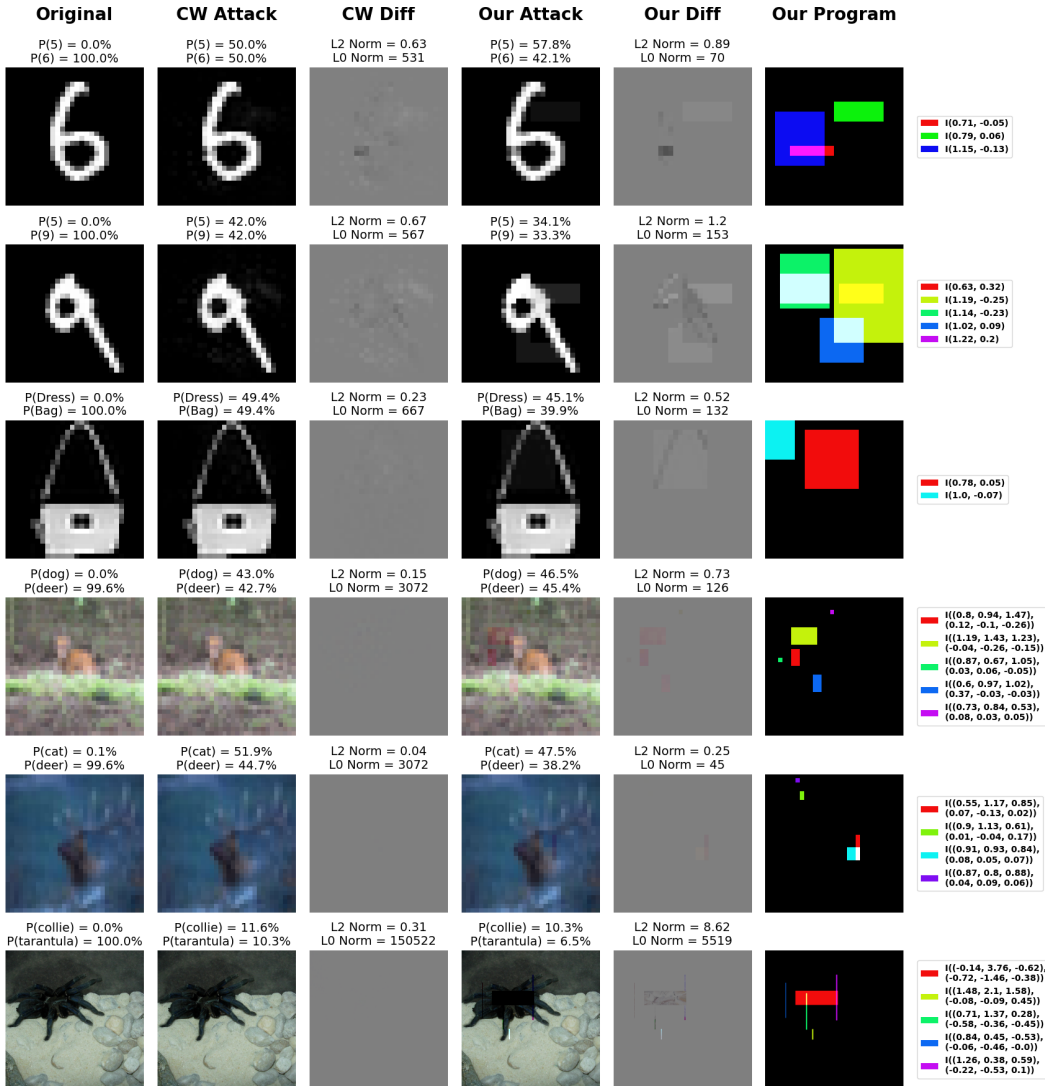 Original CW Attack CW Diff Our Attack Our Diff Our Program
P(5) = 0.0% P(5) = 50.0% L2 Norm = 0.63 P(5) = 57.8% L2 Norm = 0.89
P(6) = 100.0% P(6) = 50.0% L0 Norm = 531 P(6) = 42.1% L0 Norm = 70
I(0.71, -0.05)
I(0.79, 0.06)
I(1.15, -0.13)
P(5) = 0.0% P(5) = 42.0% L2 Norm = 0.67 P(5) = 34.1% L2 Norm = 1.2
P(9) = 100.0% P(9) = 42.0% L0 Norm = 567 P(9) = 33.3% L0 Norm = 153
I(0.63, 0.32)
I(1.19, -0.25)
I(1.14, -0.23)
I(1.02, 0.09)
I(1.22, 0.2)
P(Dress) = 0.0% P(Dress) = 49.4% L2 Norm = 0.23 P(Dress) = 45.1% L2 Norm = 0.52
P(Bag) = 100.0% P(Bag) = 49.4% L0 Norm = 667 P(Bag) = 39.9% L0 Norm = 132
I(0.78, 0.05)
I(1.0, -0.07)
P(dog) = 0.0% P(dog) = 43.0% L2 Norm = 0.15 P(dog) = 46.5% L2 Norm = 0.73
P(deer) = 99.6% P(deer) = 42.7% L0 Norm = 3072 P(deer) = 45.4% L0 Norm = 126
I((0.8, 0.94, 1.47),
(0.12, -0.1, -0.26))
I((1.19, 1.43, 1.23),
(-0.04, -0.26, -0.15))
I((0.87, 0.67, 1.05),
(0.03, 0.06, -0.05))
I((0.6, 0.97, 1.02),
(0.37, -0.03, -0.03))
I((0.73, 0.84, 0.53),
(0.08, 0.03, 0.05))
P(cat) = 0.1% P(cat) = 51.9% L2 Norm = 0.04 P(cat) = 47.5% L2 Norm = 0.25
P(deer) = 99.6% P(deer) = 44.7% L0 Norm = 3072 P(deer) = 38.2% L0 Norm = 45
I((0.55, 1.17, 0.85),
(0.07, -0.13, 0.02))
I((0.9, 1.13, 0.61),
(0.01, -0.04, 0.17))
I((0.91, 0.93, 0.84),
(0.08, 0.05, 0.07))
I((0.87, 0.8, 0.88),
(0.04, 0.09, 0.06))
P(collie) = 0.0% P(collie) = 11.6% L2 Norm = 0.31 P(collie) = 10.3% L2 Norm = 8.62
P(tarantula) = 100.0% P(tarantula) = 10.3% L0 Norm = 150522 P(tarantula) = 6.5% L0 Norm = 5519
I((-0.14, 3.76, -0.62),
(-0.72, -1.46, -0.38))
I((1.48, 2.1, 1.58),
(-0.08, -0.09, 0.45))
I((0.71, 1.37, 0.28),
(-0.58, -0.36, -0.45))
I((0.84, 0.45, -0.53),
(-0.06, -0.46, -0.0))
I((1.26, 0.38, 0.59),
(-0.22, -0.53, 0.1))